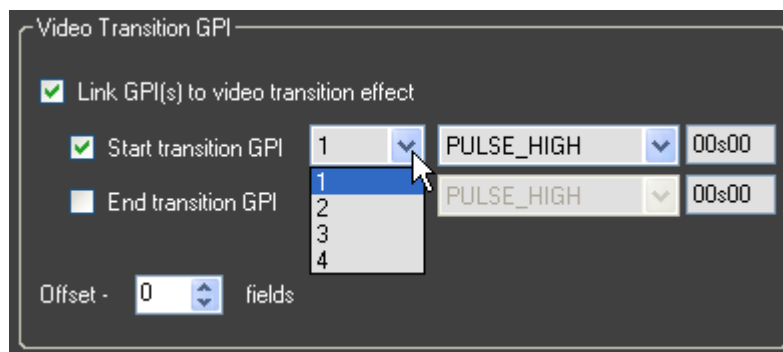 Video Transition GPI
Link GPI(s) to video transition effect
Start transition GPI 1 PULSE_HIGH 00s00
1
End transition GPI PULSE_HIGH 00s00
2
3
4
Offset - 0 fields